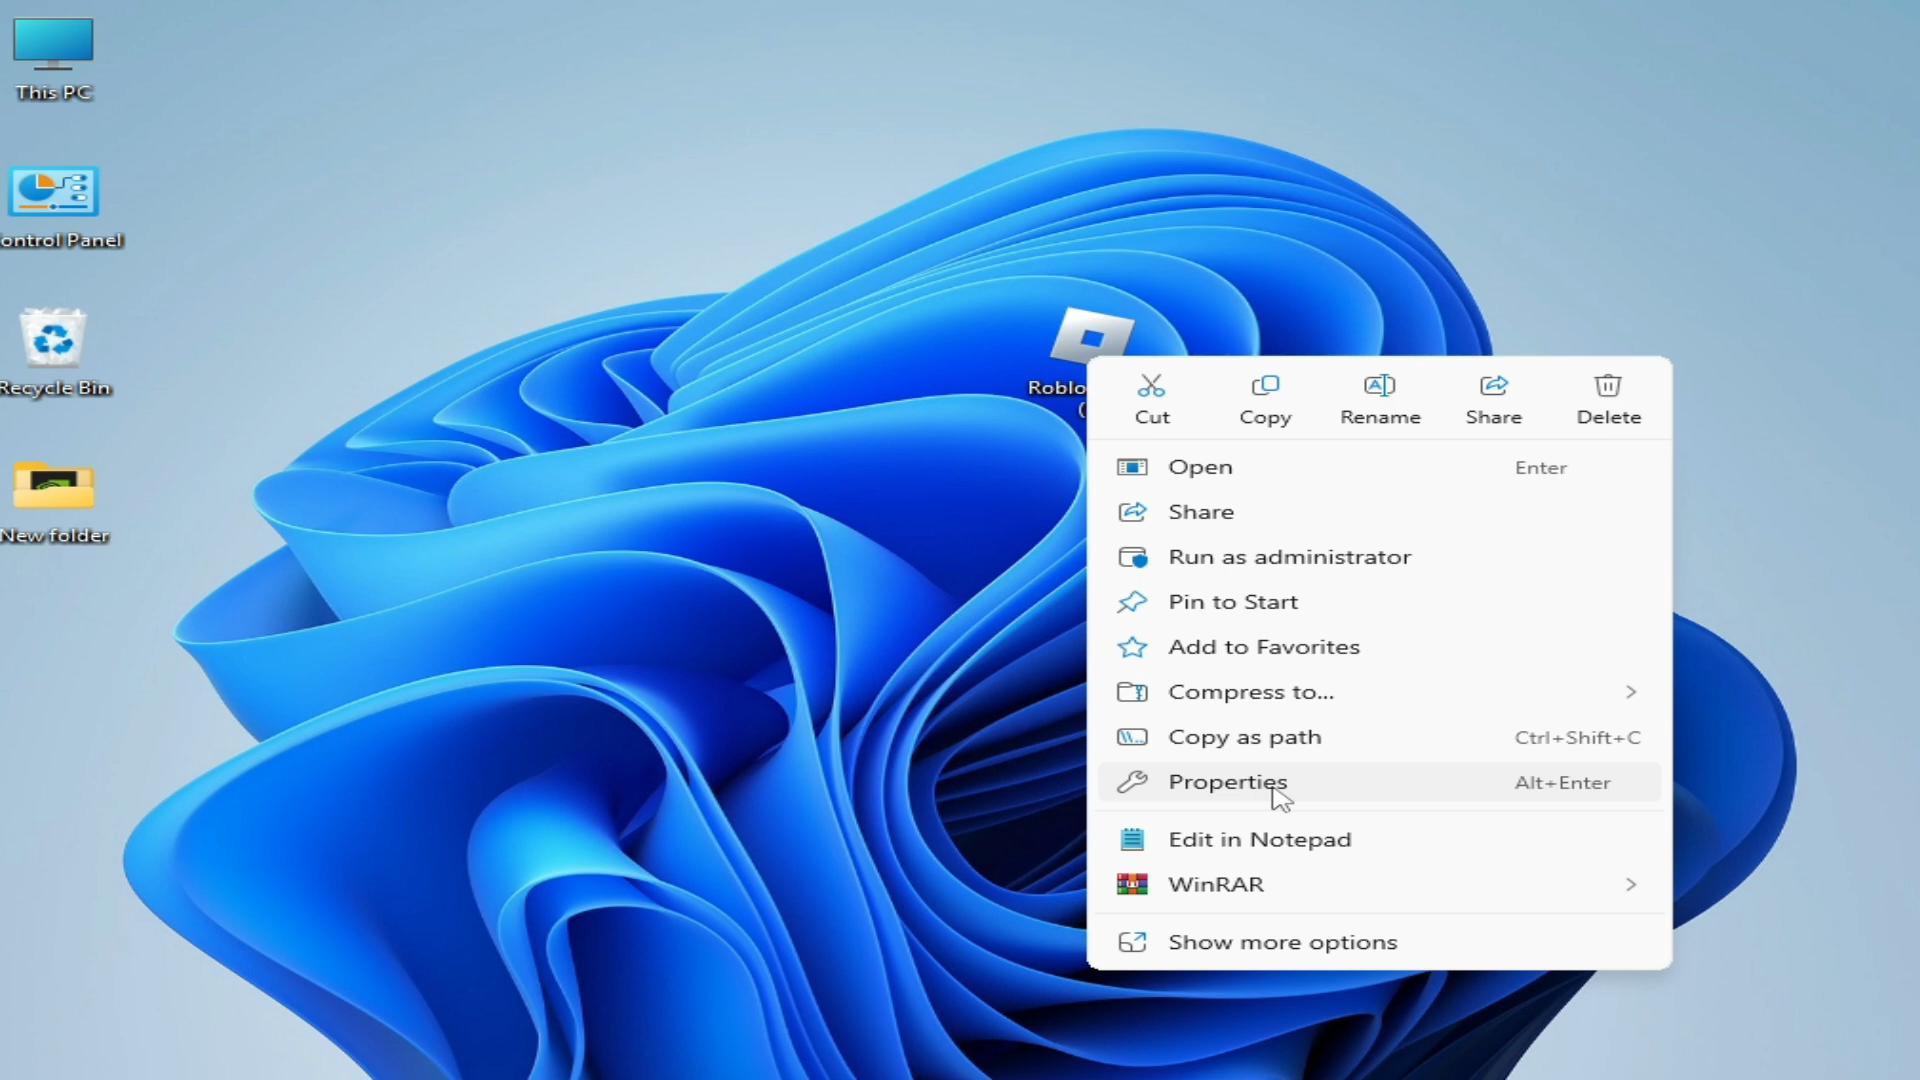 This PC
ontrol Panel
Recycle Bin
New folder
Roblo
(
Cut Copy Rename Share Delete
Open Enter
Share
Run as administrator
Pin to Start
Add to Favorites
Compress to...
Copy as path Ctrl+Shift+C
Properties Alt+Enter
Edit in Notepad
WinRAR
Show more options